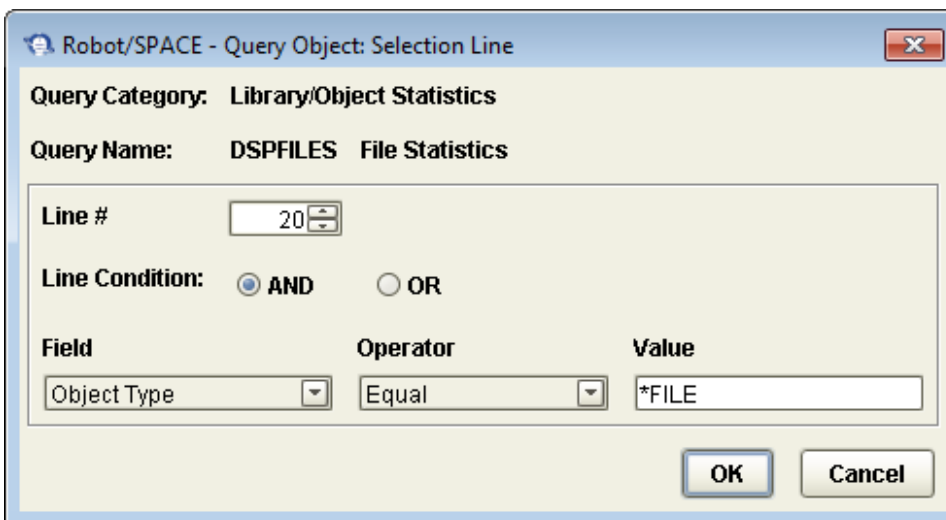 Robot/SPACE - Query Object: Selection Line
Query Category: Library/Object Statistics
Query Name: DSPFILES File Statistics
Line # 20
Line Condition: AND OR
Field Operator Value
Object Type Equal *FILE
OK Cancel